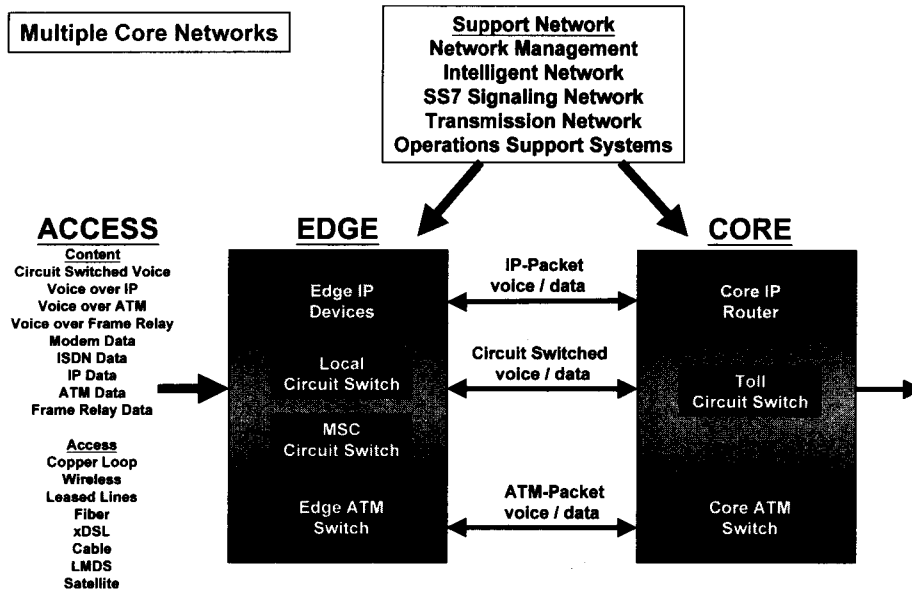 Multiple Core Networks
Support Network
Network Management
Intelligent Network
SS7 Signaling Network
Transmission Network
Operations Support Systems
ACCESS
Content
Circuit Switched Voice
Voice over IP
Voice over ATM
Voice over Frame Relay
Modem Data
ISDN Data
IP Data
ATM Data
Frame Relay Data
Access
Copper Loop
Wireless
Leased Lines
Fiber
xDSL
Cable
LMDS
Satellite
EDGE
Edge IP
Devices
Local
Circuit Switch
MSC
Circuit Switch
Edge ATM
Switch
IP-Packet
voice / data
Circuit Switched
voice / data
ATM-Packet
voice / data
CORE
Core IP
Router
Toll
Circuit Switch
Core ATM
Switch